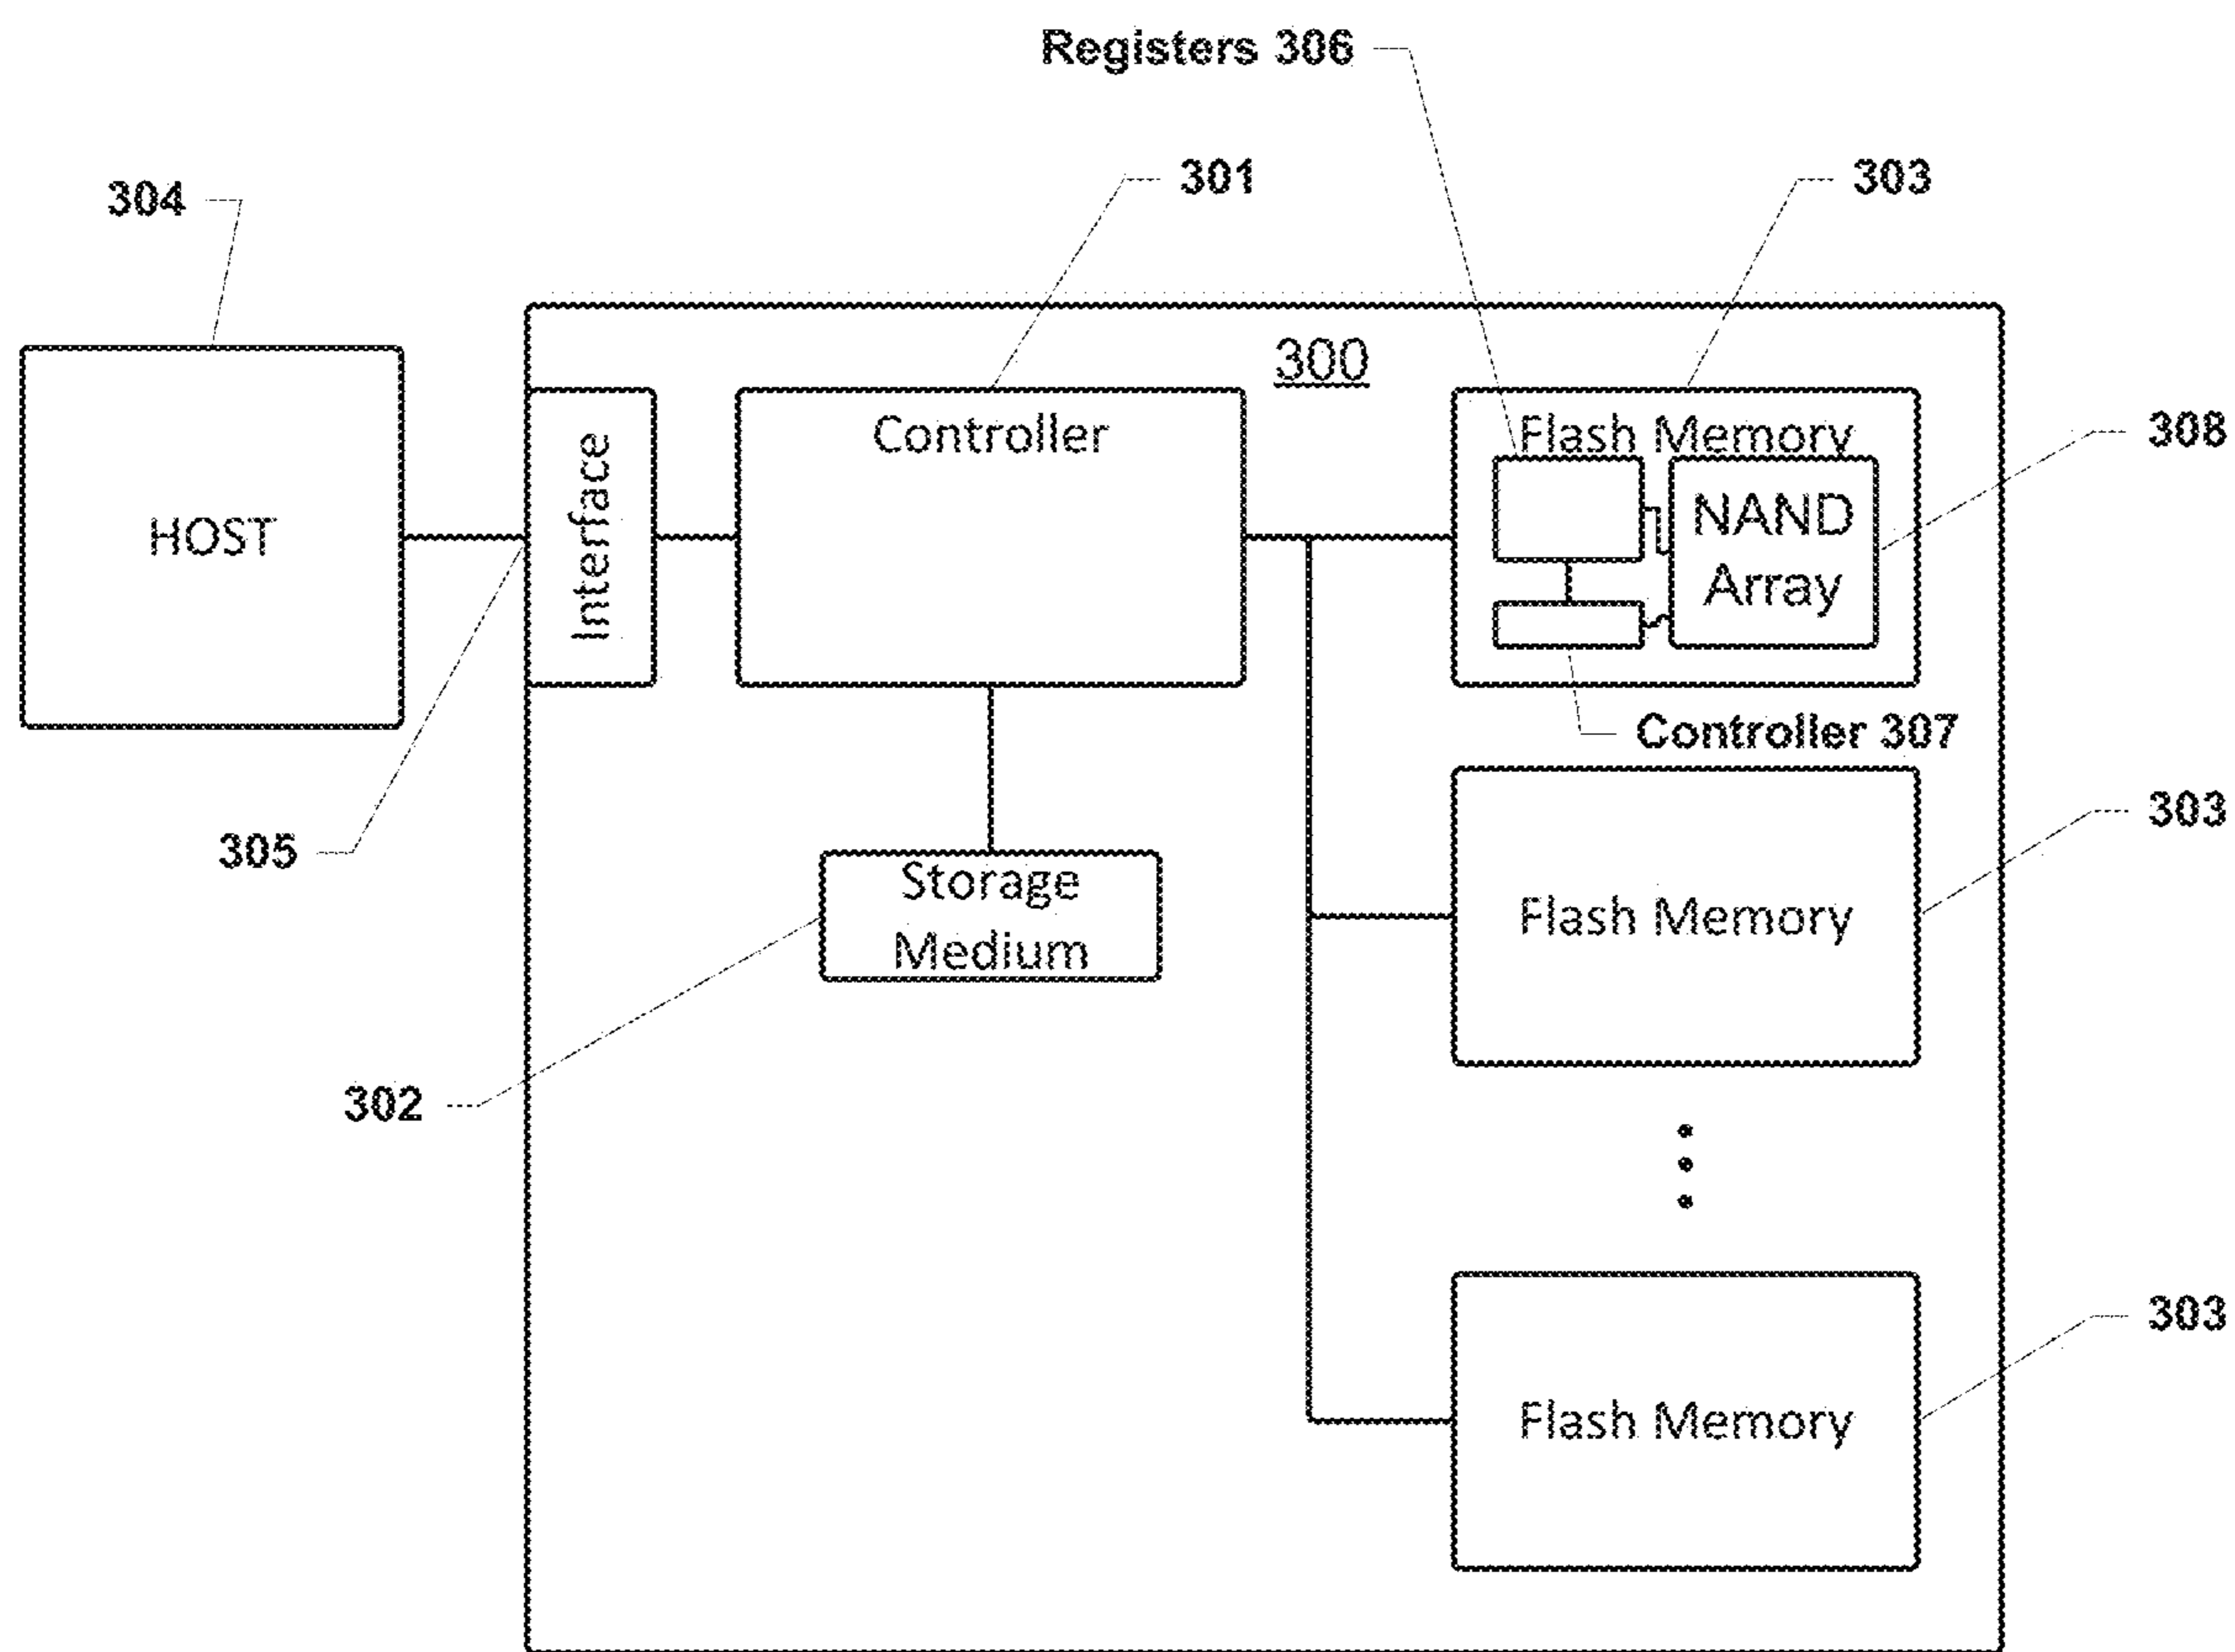 Registers 306
301
303
304
300
Interface
Controller
Flash Memory
308
HOST
NAND
Array
Controller 307
303
305
Storage
Medium
Flash Memory
302
303
Flash Memory